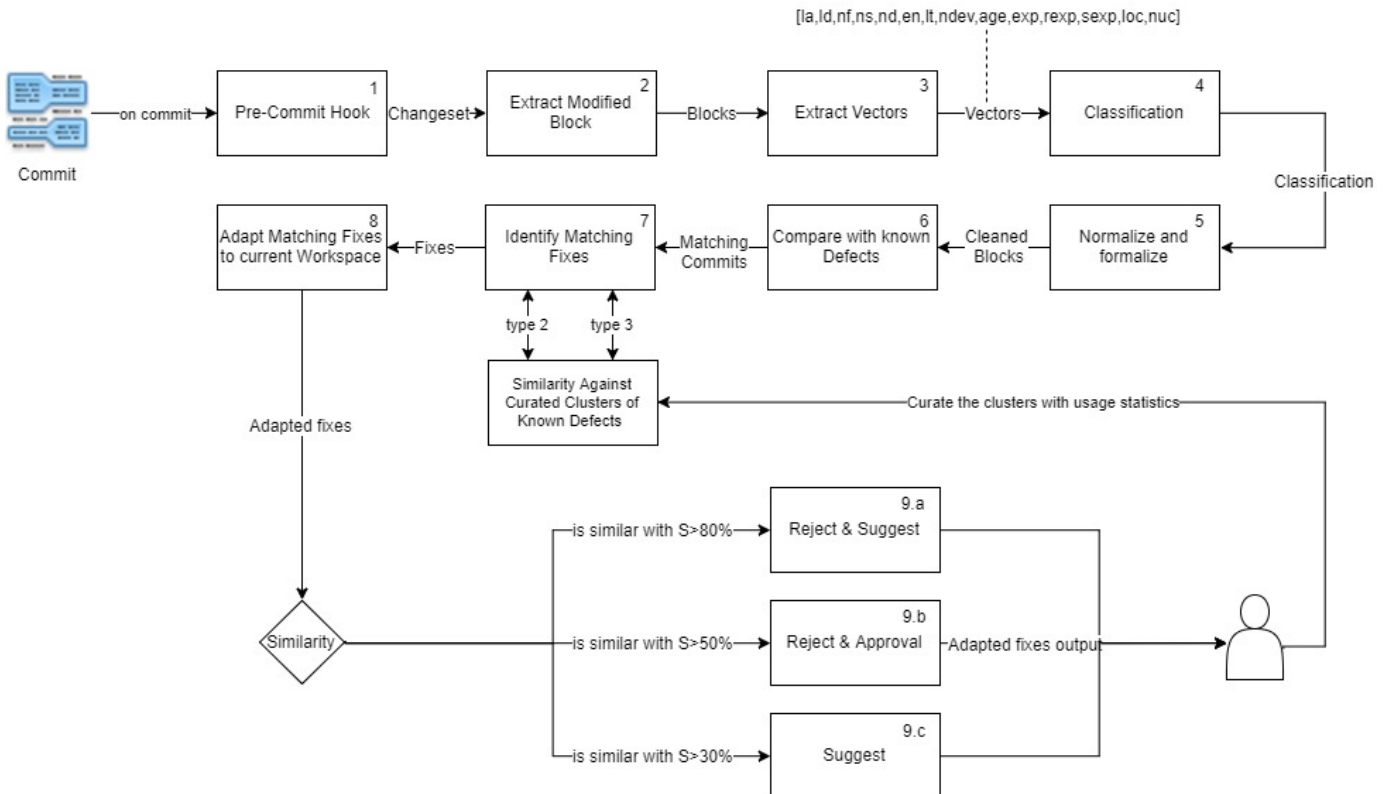 [la,ld,nf,ns,nd,en,lt,ndev,age,exp,rexp,sexp,loc,nuc]
Commit
on commit
1
Pre-Commit Hook
Changeset
2
Extract Modified
Block
Blocks
3
Extract Vectors
Vectors
4
Classification
Classification
5
Normalize and
formalize
Cleaned
Blocks
6
Compare with known
Defects
Matching
Commits
7
Identify Matching
Fixes
Fixes
8
Adapt Matching Fixes
to current Workspace
type 2
type 3
Similarity Against
Curated Clusters of
Known Defects
Curate the clusters with usage statistics
Adapted fixes
Similarity
is similar with S>80%
9.a
Reject & Suggest
is similar with S>50%
9.b
Reject & Approval
Adapted fixes output
is similar with S>30%
9.c
Suggest